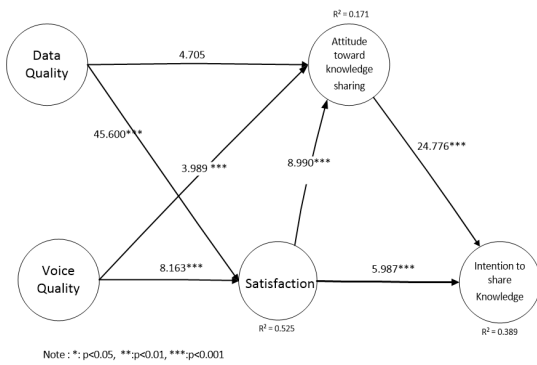 R² = 0.171
Attitude
toward
knowledge
sharing
Data
Quality
4.705
45.600***
3.989 ***
8.990***
24.776***
Voice
Quality
8.163***
Satisfaction
5.987***
Intention to
share
Knowledge
R² = 0.525
R² = 0.389
Note : *: p<0.05, **:p<0.01, ***:p<0.001